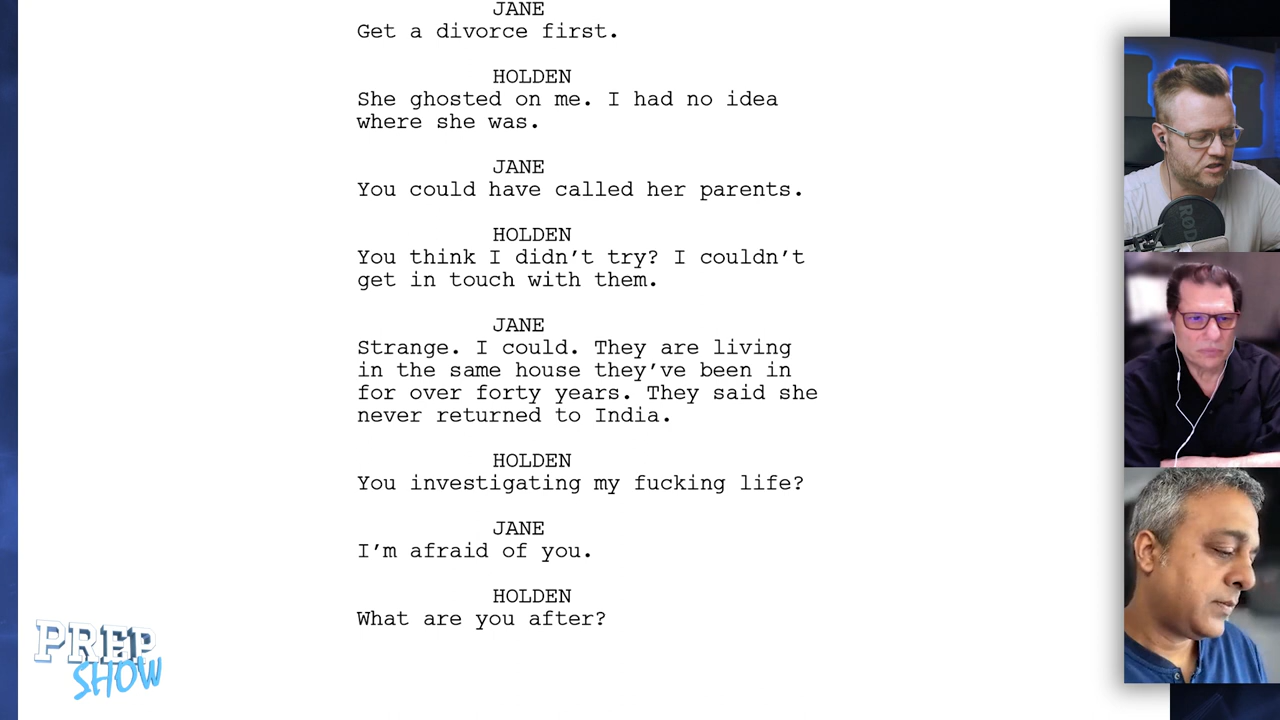 JANE
Get a divorce first.
HOLDEN
She ghosted on me. I had no idea
where she was.
JANE
You could have called her parents.
HOLDEN
You think I didn’t try? I couldn’t
get in touch with them.
JANE
Strange. I could. They are living
in the same house they’ve been in
for over forty years. They said she
never returned to India.
HOLDEN
You investigating my fucking life?
JANE
I’m afraid of you.
HOLDEN
What are you after?
PREP
SHOW
RØDE